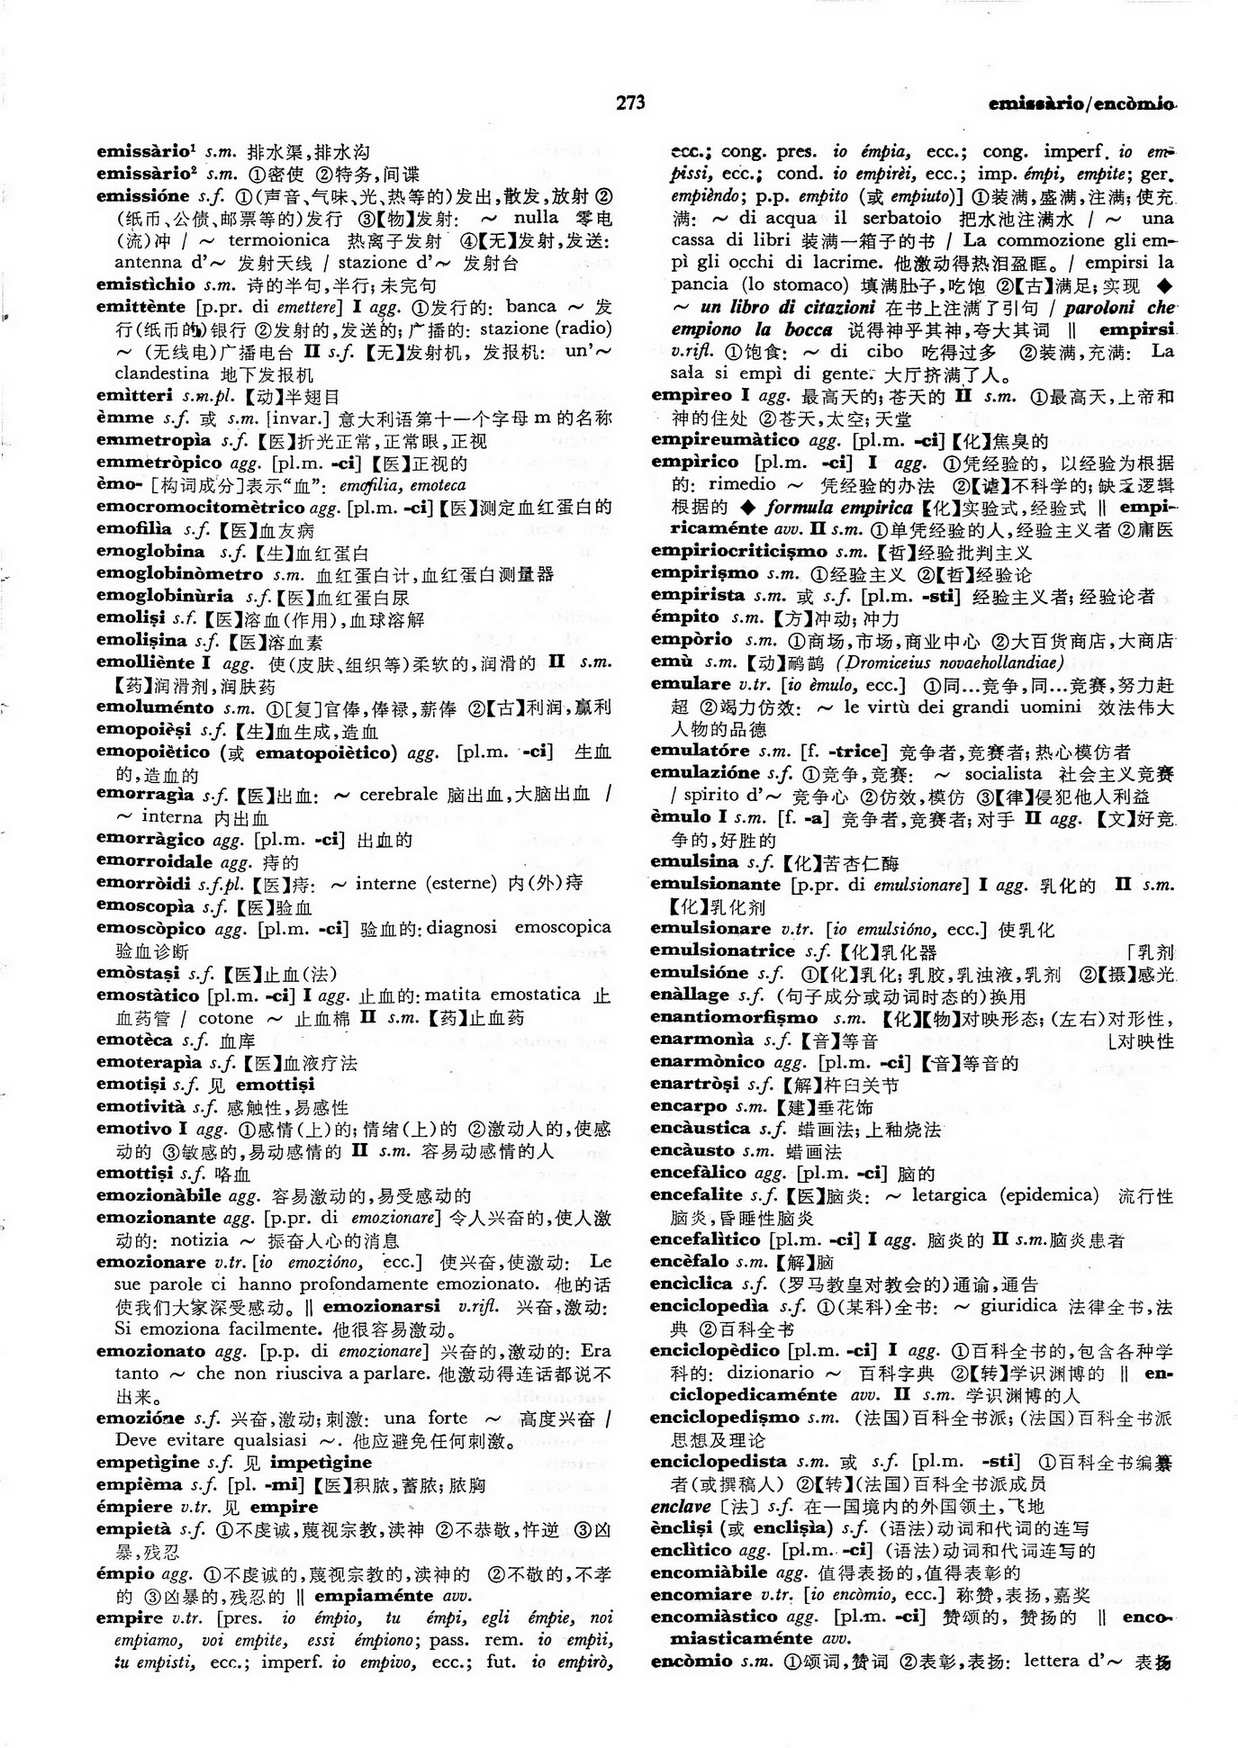 273
emissàrio/encòmio
emissàrio¹ s.m. 排水渠,排水沟
emissàrio² s.m. ①密使 ②特务,间谍
emissióne s.f. ①(声音、气味、光、热等的)发出,散发,放射 ②
(纸币、公债、邮票等的)发行 ③【物】发射: ～ nulla 零电
(流)冲 / ～ termoionica 热离子发射 ④【无】发射,发送:
antenna d'～ 发射天线 / stazione d'～ 发射台
emistìchio s.m. 诗的半句,半行; 未完句
emittènte [p.pr. di emettere] I agg. ①发行的: banca ～ 发
行(纸币的)银行 ②发射的,发送的; 广播的: stazione (radio)
～ (无线电)广播电台 II s.f. 【无】发射机, 发报机: un'～
clandestina 地下发报机
emìtteri s.m.pl. 【动】半翅目
èmme s.f. 或 s.m. [invar.] 意大利语第十一个字母 m 的名称
emmetropìa s.f. 【医】折光正常,正常眼,正视
emmetròpico agg. [pl.m. -ci] 【医】正视的
èmo- [构词成分]表示“血”: emofilia, emoteca
emocromocitomètrico agg. [pl.m. -ci] 【医】测定血红蛋白的
emofilìa s.f. 【医】血友病
emoglobina s.f. 【生】血红蛋白
emoglobinòmetro s.m. 血红蛋白计,血红蛋白测量器
emoglobinùria s.f. 【医】血红蛋白尿
emolìṣi s.f. 【医】溶血(作用),血球溶解
emoliṣina s.f. 【医】溶血素
emolliènte I agg. 使(皮肤、组织等)柔软的,润滑的 II s.m.
【药】润滑剂,润肤药
emoluménto s.m. ①[复]官俸,俸禄,薪俸 ②【古】利润,赢利
emopoièṣi s.f. 【生】血生成,造血
emopoiètico (或 ematopoiètico) agg. [pl.m. -ci] 生血
的,造血的
emorragìa s.f. 【医】出血: ～ cerebrale 脑出血,大脑出血 /
～ interna 内出血
emorràgico agg. [pl.m. -ci] 出血的
emorroidale agg. 痔的
emorròidi s.f.pl. 【医】痔: ～ interne (esterne) 内(外)痔
emoscopìa s.f. 【医】验血
emoscòpico agg. [pl.m. -ci] 验血的: diagnosi emoscopica
验血诊断
emòstaṣi s.f. 【医】止血(法)
emostàtico [pl.m. -ci] I agg. 止血的: matita emostatica 止
血药管 / cotone ～ 止血棉 II s.m. 【药】止血药
emotèca s.f. 血库
emoterapìa s.f. 【医】血液疗法
emotiṣi s.f. 见 emottiṣi
emotività s.f. 感触性,易感性
emotivo I agg. ①感情(上)的; 情绪(上)的 ②激动人的,使感
动的 ③敏感的,易动感情的 II s.m. 容易动感情的人
emottiṣi s.f. 咯血
emozionàbile agg. 容易激动的,易受感动的
emozionante agg. [p.pr. di emozionare] 令人兴奋的,使人激
动的: notizia ～ 振奋人心的消息
emozionare v.tr. [io emozióno, ecc.] 使兴奋,使激动: Le
sue parole ci hanno profondamente emozionato. 他的话
使我们大家深受感动。 ‖ emozionarsi v.rifl. 兴奋,激动:
Si emoziona facilmente. 他很容易激动。
emozionato agg. [p.p. di emozionare] 兴奋的,激动的: Era
tanto ～ che non riusciva a parlare. 他激动得连话都说不
出来。
emozióne s.f. 兴奋,激动; 刺激: una forte ～ 高度兴奋 /
Deve evitare qualsiasi ～. 他应避免任何刺激。
empetìgine s.f. 见 impetìgine
empièma s.f. [pl. -mi] 【医】积脓,蓄脓; 脓胸
émpiere v.tr. 见 empire
empietà s.f. ①不虔诚,蔑视宗教,渎神 ②不恭敬,忤逆 ③凶
暴,残忍
émpio agg. ①不虔诚的,蔑视宗教的,渎神的 ②不敬的,不孝
的 ③凶暴的,残忍的 ‖ empiaménte avv.
empire v.tr. [pres. io émpio, tu émpi, egli émpie, noi
empiamo, voi empite, essi émpiono; pass. rem. io empii,
tu empisti, ecc.; imperf. io empivo, ecc.; fut. io empirò,
ecc.; cong. pres. io émpia, ecc.; cong. imperf. io em-
pissi, ecc.; cond. io empirèi, ecc.; imp. émpi, empite; ger.
empièndo; p.p. empito (或 empiuto)] ①装满,盛满,注满; 使充
满: ～ di acqua il serbatoio 把水池注满水 / ～ una
cassa di libri 装满一箱子的书 / La commozione gli em-
pì gli occhi di lacrime. 他激动得热泪盈眶。 / empirsi la
pancia (lo stomaco) 填满肚子,吃饱 ②【古】满足; 实现 ◆
～ un libro di citazioni 在书上注满了引句 / paroloni che
empiono la bocca 说得神乎其神,夸大其词 ‖ empirsi
v.rifl. ①饱食: ～ di cibo 吃得过多 ②装满,充满: La
sala si empì di gente. 大厅挤满了人。
empìreo I agg. 最高天的; 苍天的 II s.m. ①最高天,上帝和
神的住处 ②苍天,太空; 天堂
empireumàtico agg. [pl.m. -ci] 【化】焦臭的
empìrico [pl.m. -ci] I agg. ①凭经验的, 以经验为根据
的: rimedio ～ 凭经验的办法 ②【谑】不科学的; 缺乏逻辑
根据的 ◆ formula empirica 【化】实验式,经验式 ‖ empi-
ricaménte avv. II s.m. ①单凭经验的人,经验主义者 ②庸医
empiriocriticiṣmo s.m. 【哲】经验批判主义
empiriṣmo s.m. ①经验主义 ②【哲】经验论
empirista s.m. 或 s.f. [pl.m. -sti] 经验主义者; 经验论者
émpito s.m. 【方】冲动; 冲力
empòrio s.m. ①商场,市场,商业中心 ②大百货商店,大商店
emù s.m. 【动】鸸鹋 (Dromiceius novaehollandiae)
emulare v.tr. [io èmulo, ecc.] ①同…竞争,同…竞赛,努力赶
超 ②竭力仿效: ～ le virtù dei grandi uomini 效法伟大
人物的品德
emulatóre s.m. [f. -trice] 竞争者,竞赛者; 热心模仿者
emulazióne s.f. ①竞争,竞赛: ～ socialista 社会主义竞赛
/ spirito d'～ 竞争心 ②仿效,模仿 ③【律】侵犯他人利益
èmulo I s.m. [f. -a] 竞争者,竞赛者; 对手 II agg. 【文】好竞
争的,好胜的
emulsina s.f. 【化】苦杏仁酶
emulsionante [p.pr. di emulsionare] I agg. 乳化的 II s.m.
【化】乳化剂
emulsionare v.tr. [io emulsióno, ecc.] 使乳化
emulsionatrice s.f. 【化】乳化器 「乳剂
emulsióne s.f. ①【化】乳化; 乳胶,乳浊液,乳剂 ②【摄】感光
enàllage s.f. (句子成分或动词时态的)换用
enantiomorfiṣmo s.m. 【化】【物】对映形态; (左右)对形性,
enarmonìa s.f. 【音】等音 ⌊对映性
enarmònico agg. [pl.m. -ci] 【音】等音的
enartròṣi s.f. 【解】杵臼关节
encarpo s.m. 【建】垂花饰
encàustica s.f. 蜡画法; 上釉烧法
encàusto s.m. 蜡画法
encefàlico agg. [pl.m. -ci] 脑的
encefalite s.f. 【医】脑炎: ～ letargica (epidemica) 流行性
脑炎,昏睡性脑炎
encefalìtico [pl.m. -ci] I agg. 脑炎的 II s.m. 脑炎患者
encèfalo s.m. 【解】脑
encìclica s.f. (罗马教皇对教会的)通谕,通告
enciclopedìa s.f. ①(某科)全书: ～ giuridica 法律全书,法
典 ②百科全书
enciclopèdico [pl.m. -ci] I agg. ①百科全书的,包含各种学
科的: dizionario ～ 百科字典 ②【转】学识渊博的 ‖ en-
ciclopedicaménte avv. II s.m. 学识渊博的人
enciclopediṣmo s.m. (法国)百科全书派; (法国)百科全书派
思想及理论
enciclopedista s.m. 或 s.f. [pl.m. -sti] ①百科全书编纂
者(或撰稿人) ②【转】(法国)百科全书派成员
enclave 〔法〕 s.f. 在一国境内的外国领土,飞地
ènclìṣi (或 encliṣìa) s.f. (语法)动词和代词的连写
enclìtico agg. [pl.m. -ci] (语法)动词和代词连写的
encomiàbile agg. 值得表扬的,值得表彰的
encomiare v.tr. [io encòmio, ecc.] 称赞,表扬,嘉奖
encomiàstico agg. [pl.m. -ci] 赞颂的, 赞扬的 ‖ enco-
miasticaménte avv.
encòmio s.m. ①颂词,赞词 ②表彰,表扬: lettera d'～ 表扬